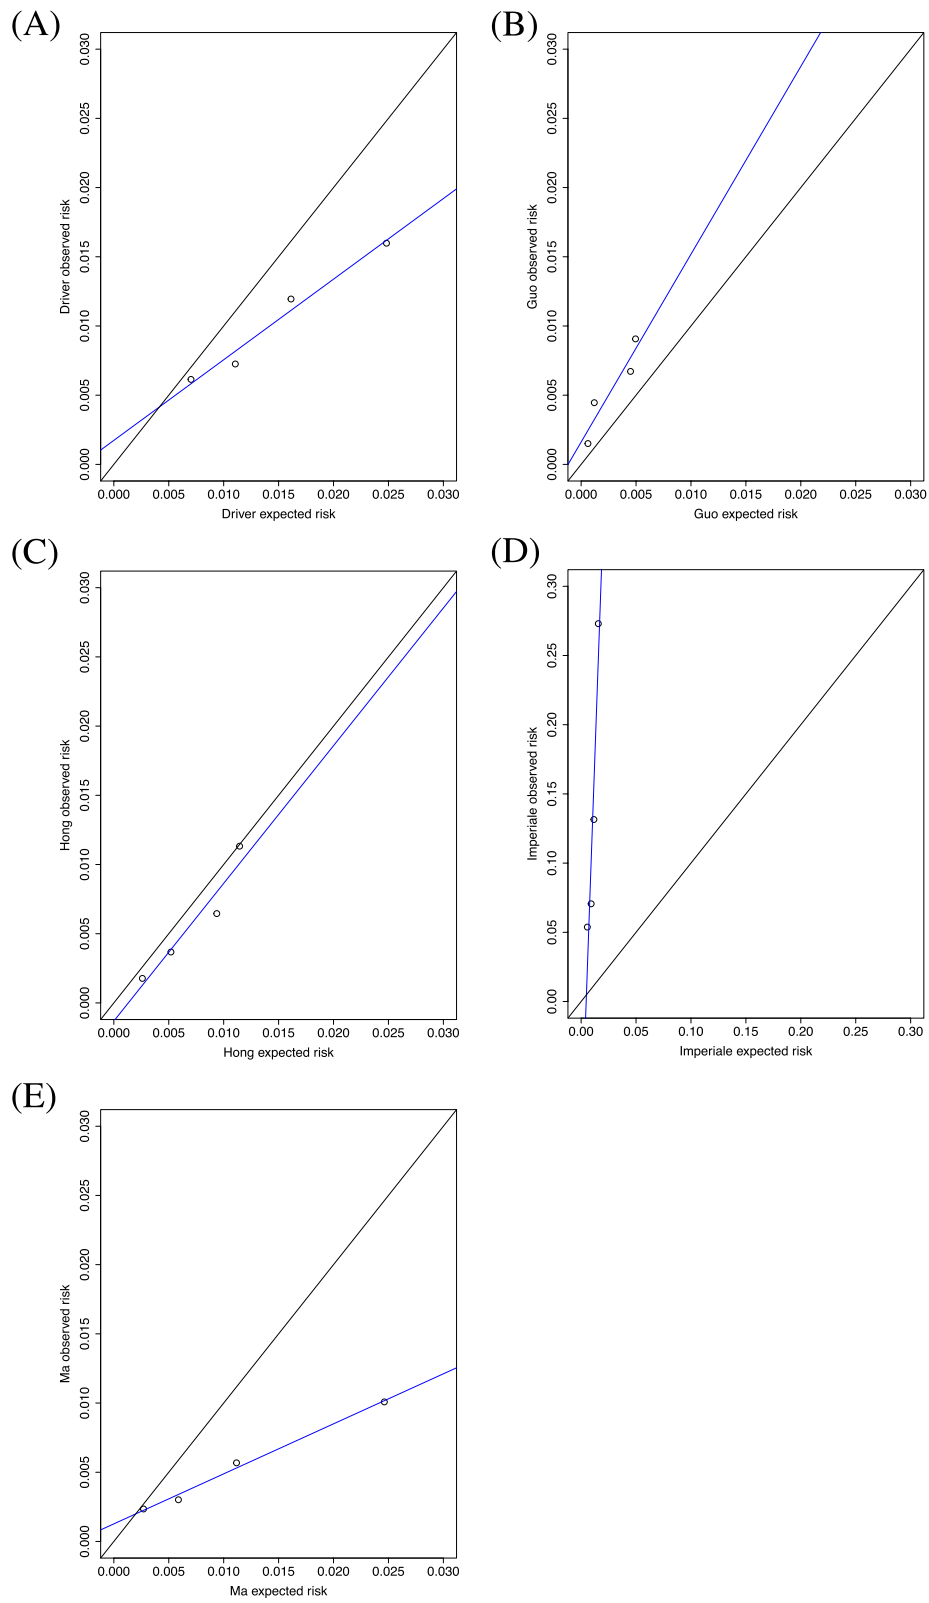 (A)
Driver observed risk
0.030
0.025
0.020
0.015
0.010
0.005
0.000
0.000 0.005 0.010 0.015 0.020 0.025 0.030
Driver expected risk
(B)
Guo observed risk
0.030
0.025
0.020
0.015
0.010
0.005
0.000
0.000 0.005 0.010 0.015 0.020 0.025 0.030
Guo expected risk
(C)
Hong observed risk
0.030
0.025
0.020
0.015
0.010
0.005
0.000
0.000 0.005 0.010 0.015 0.020 0.025 0.030
Hong expected risk
(D)
Imperiale observed risk
0.30
0.25
0.20
0.15
0.10
0.05
0.00
0.00 0.05 0.10 0.15 0.20 0.25 0.30
Imperiale expected risk
(E)
Ma observed risk
0.030
0.025
0.020
0.015
0.010
0.005
0.000
0.000 0.005 0.010 0.015 0.020 0.025 0.030
Ma expected risk